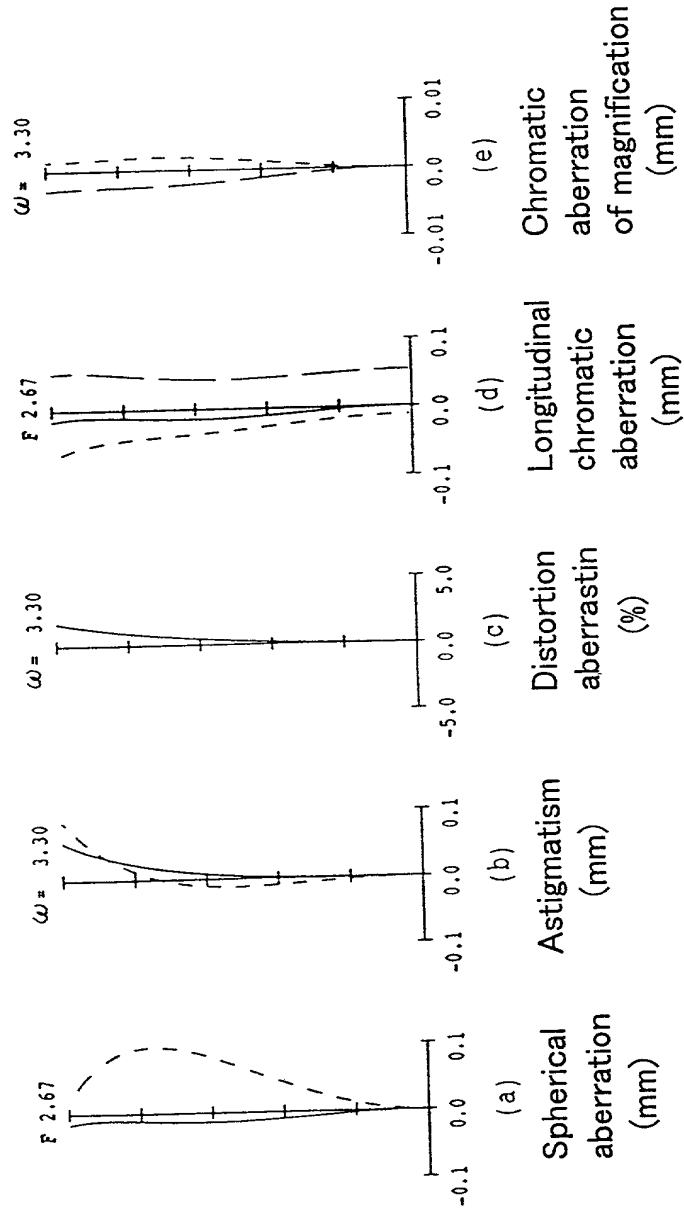 F 2.67
-0.1 0.0 0.1
(a)
Spherical
aberration
(mm)
ω= 3.30
-0.1 0.0 0.1
(b)
Astigmatism
(mm)
ω= 3.30
-5.0 0.0 5.0
(c)
Distortion
aberrastin
(%)
F 2.67
-0.1 0.0 0.1
(d)
Longitudinal
chromatic
aberration
(mm)
ω= 3.30
-0.01 0.0 0.01
(e)
Chromatic
aberration
of magnification
(mm)